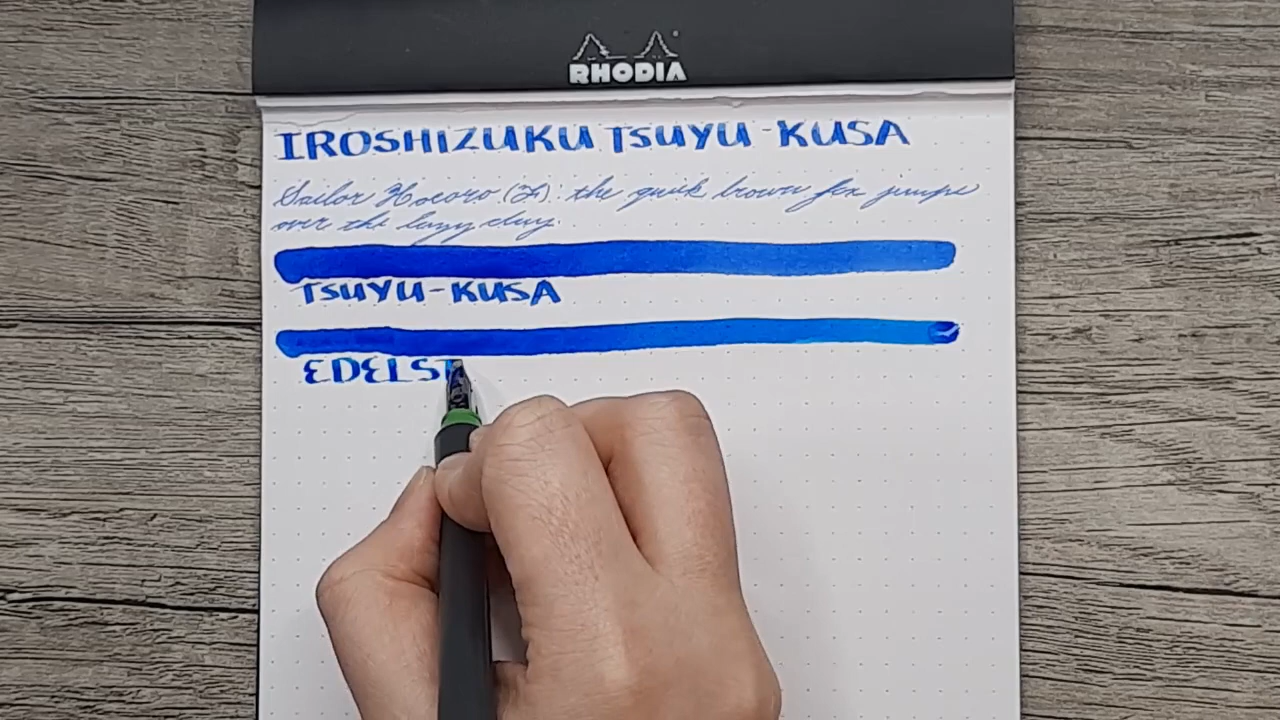 RHODIA
IROSHIZUKU TSUYU-KUSA
Sailor Hocoro (F): the quick brown fox jumps
over the lazy dog.
TSUYU-KUSA
EDELST